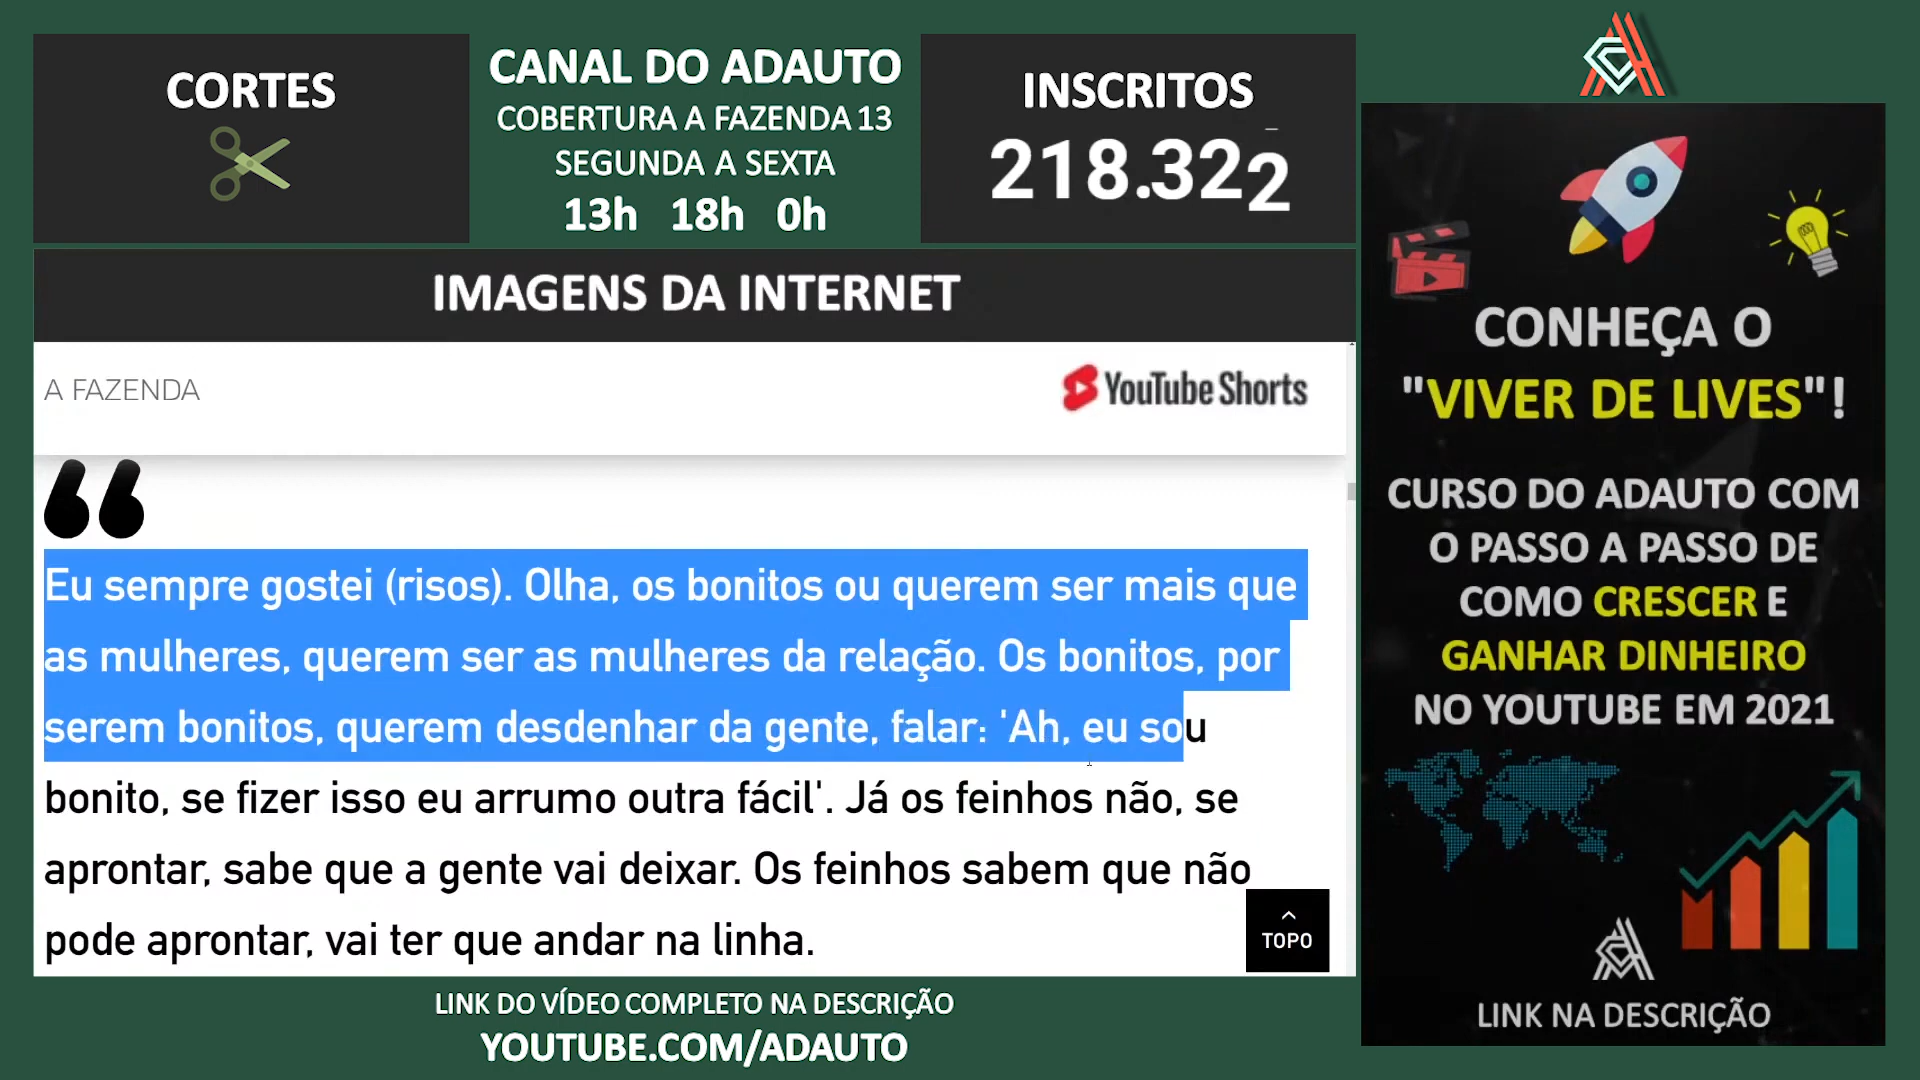 CORTES
CANAL DO ADAUTO
COBERTURA A FAZENDA 13
SEGUNDA A SEXTA
13h 18h 0h
INSCRITOS
218.322
IMAGENS DA INTERNET
A FAZENDA
YouTube Shorts
“
Eu sempre gostei (risos). Olha, os bonitos ou querem ser mais que
as mulheres, querem ser as mulheres da relação. Os bonitos, por
serem bonitos, querem desdenhar da gente, falar: 'Ah, eu sou
bonito, se fizer isso eu arrumo outra fácil'. Já os feinhos não, se
aprontar, sabe que a gente vai deixar. Os feinhos sabem que não
pode aprontar, vai ter que andar na linha.
TOPO
LINK DO VÍDEO COMPLETO NA DESCRIÇÃO
YOUTUBE.COM/ADAUTO
CONHEÇA O
"VIVER DE LIVES"!
CURSO DO ADAUTO COM
O PASSO A PASSO DE
COMO CRESCER E
GANHAR DINHEIRO
NO YOUTUBE EM 2021
LINK NA DESCRIÇÃO